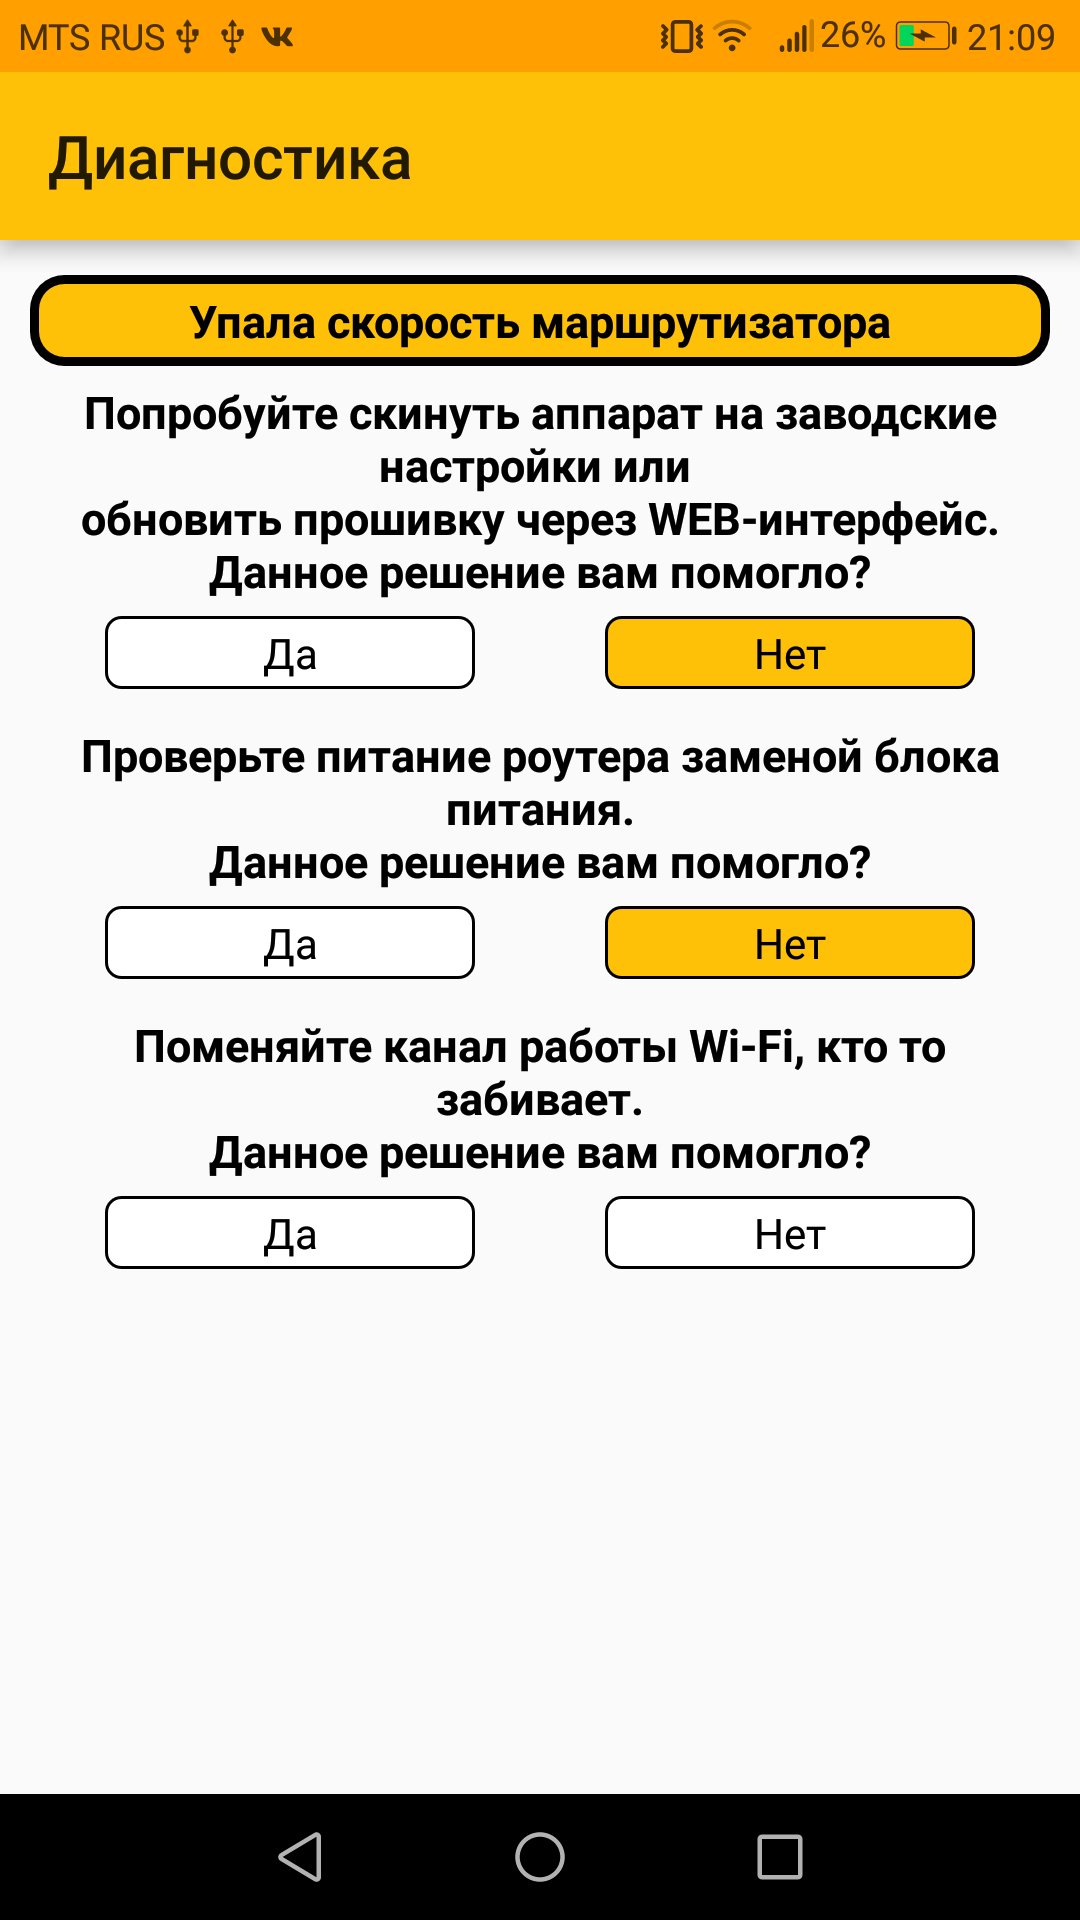 MTS RUS 26% 21:09
Диагностика
Упала скорость маршрутизатора
Попробуйте скинуть аппарат на заводские
настройки или
обновить прошивку через WEB-интерфейс.
Данное решение вам помогло?
Да Нет
Проверьте питание роутера заменой блока
питания.
Данное решение вам помогло?
Да Нет
Поменяйте канал работы Wi-Fi, кто то
забивает.
Данное решение вам помогло?
Да Нет